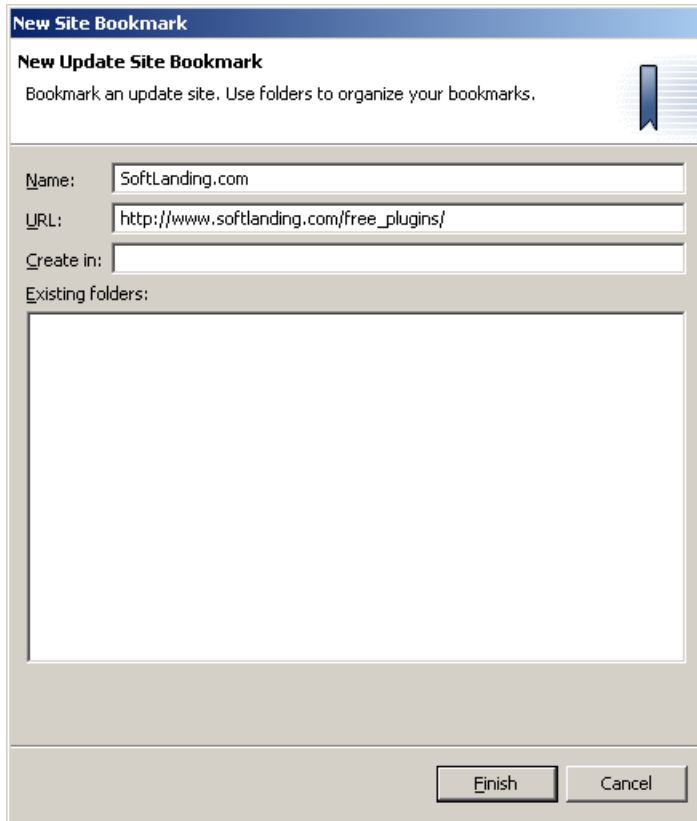 New Site Bookmark
New Update Site Bookmark
Bookmark an update site. Use folders to organize your bookmarks.
Name: SoftLanding.com
URL: http://www.softlanding.com/free_plugins/
Create in:
Existing folders:
Finish Cancel